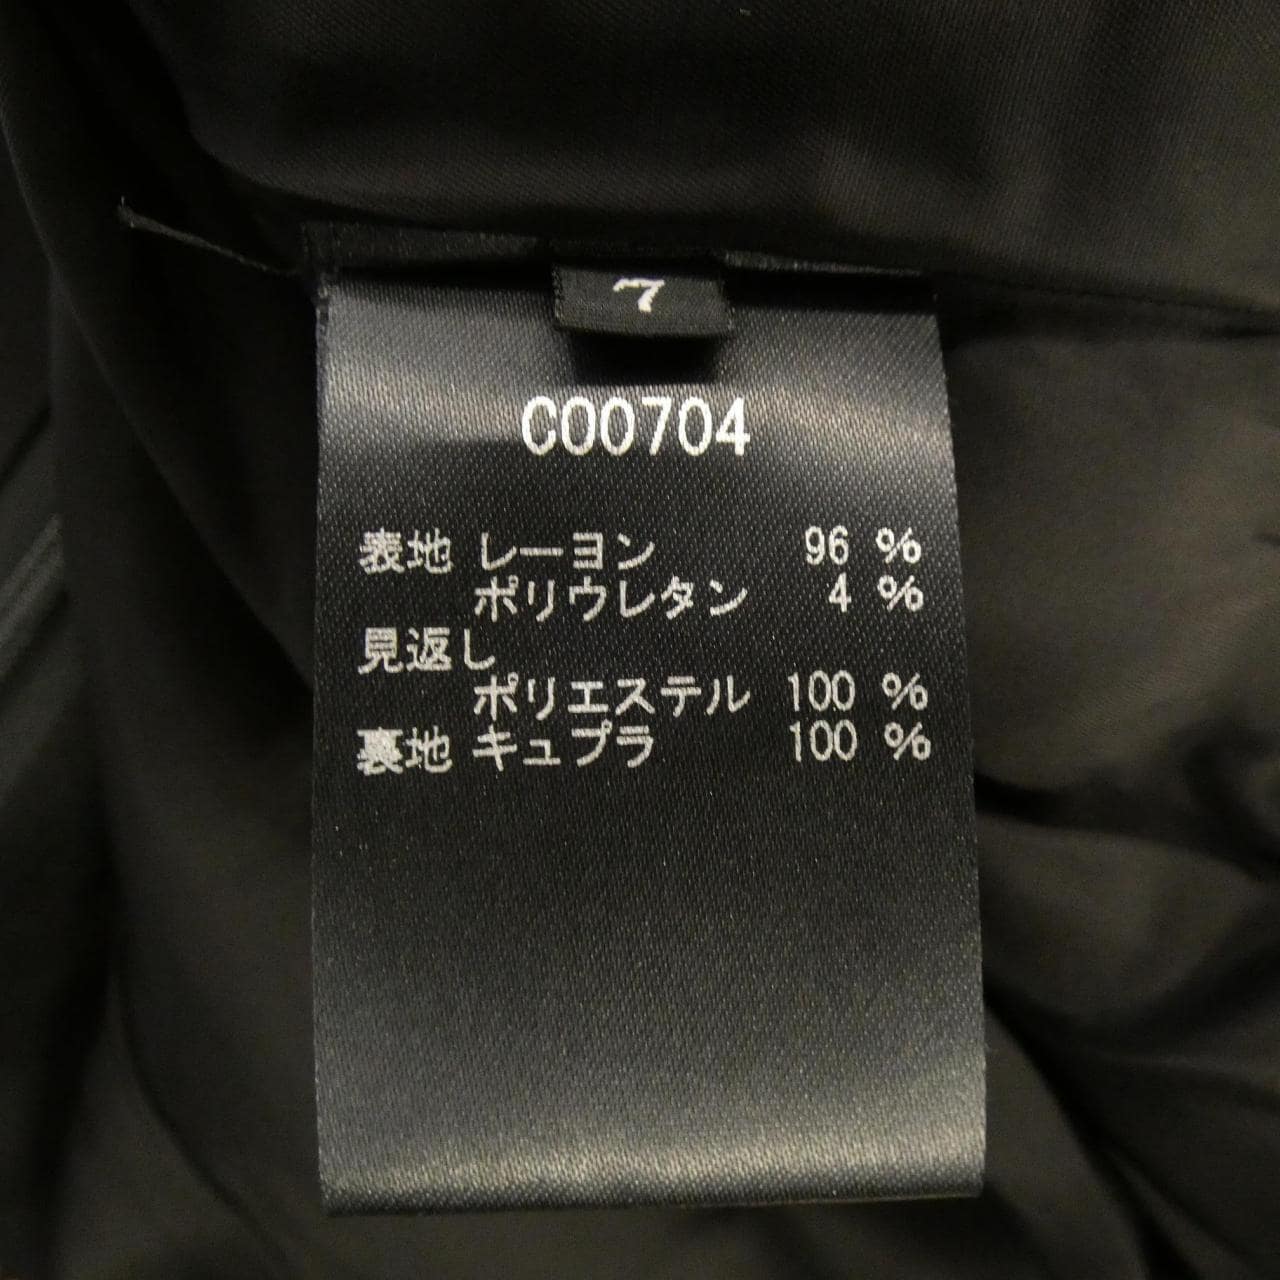 7
C00704
表地 レーヨン 96 %
ポリウレタン 4 %
見返し
ポリエステル 100 %
裏地 キュプラ 100 %